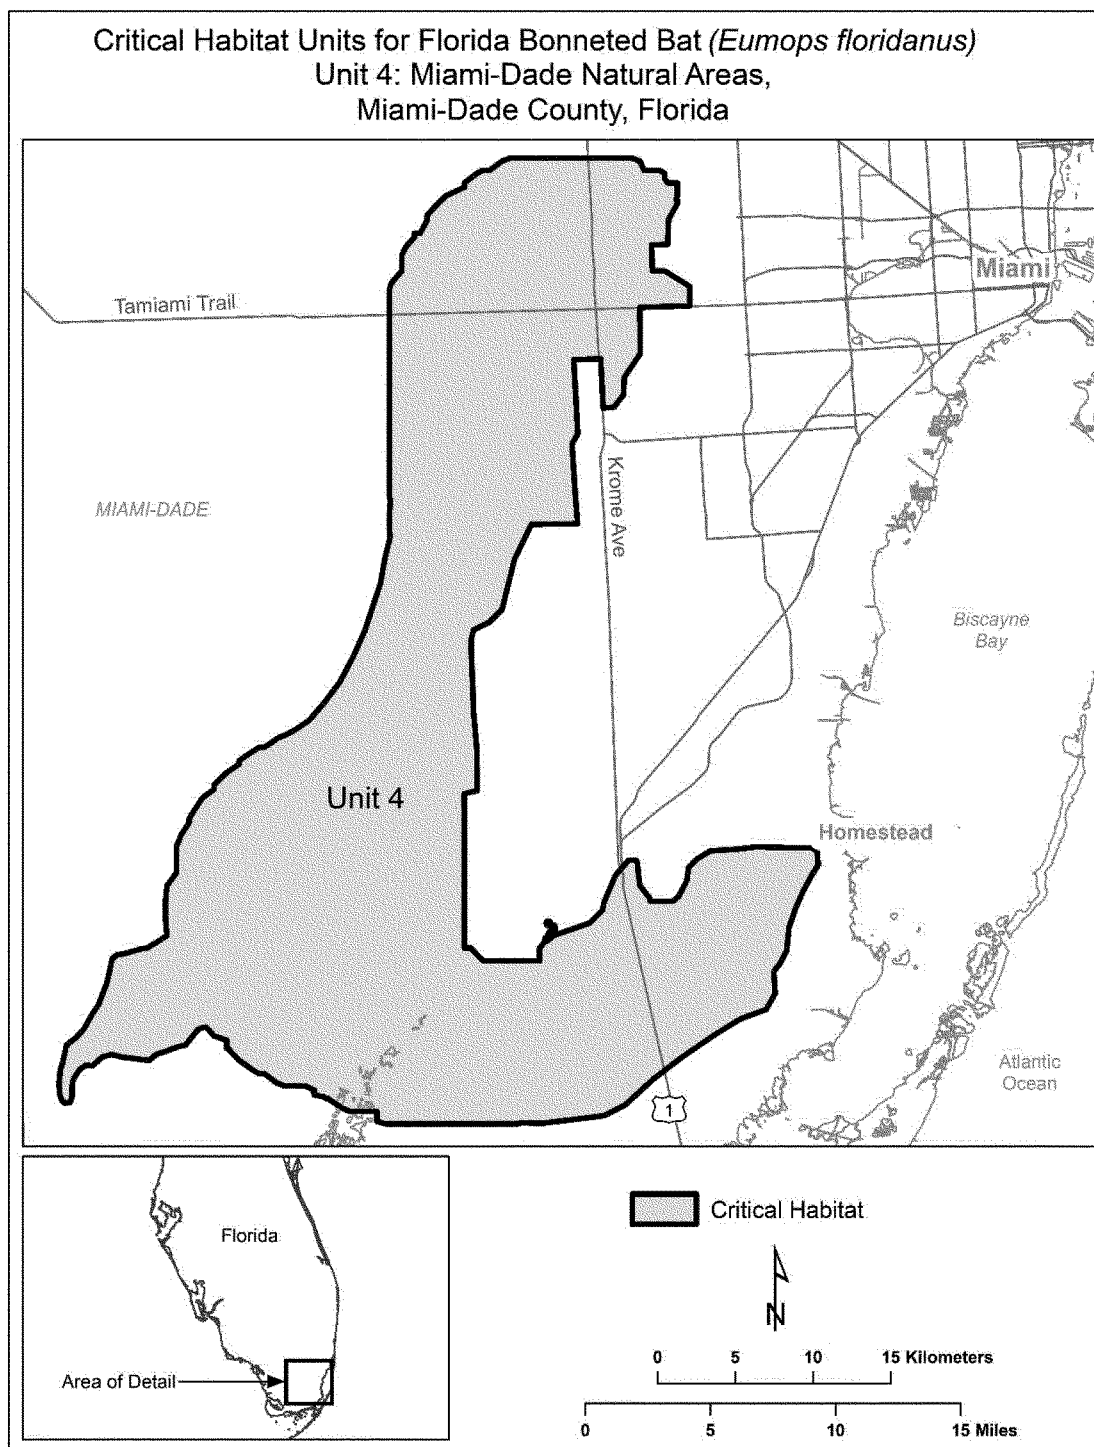 Critical Habitat Units for Florida Bonneted Bat (Eumops floridanus)
Unit 4: Miami-Dade Natural Areas,
Miami-Dade County, Florida
Miami
Tamiami Trail
Krome Ave
MIAMI-DADE
Biscayne
Bay
Unit 4
Homestead
Atlantic
Ocean
1
Florida
Area of Detail
Critical Habitat
N
0 5 10 15 Kilometers
0 5 10 15 Miles